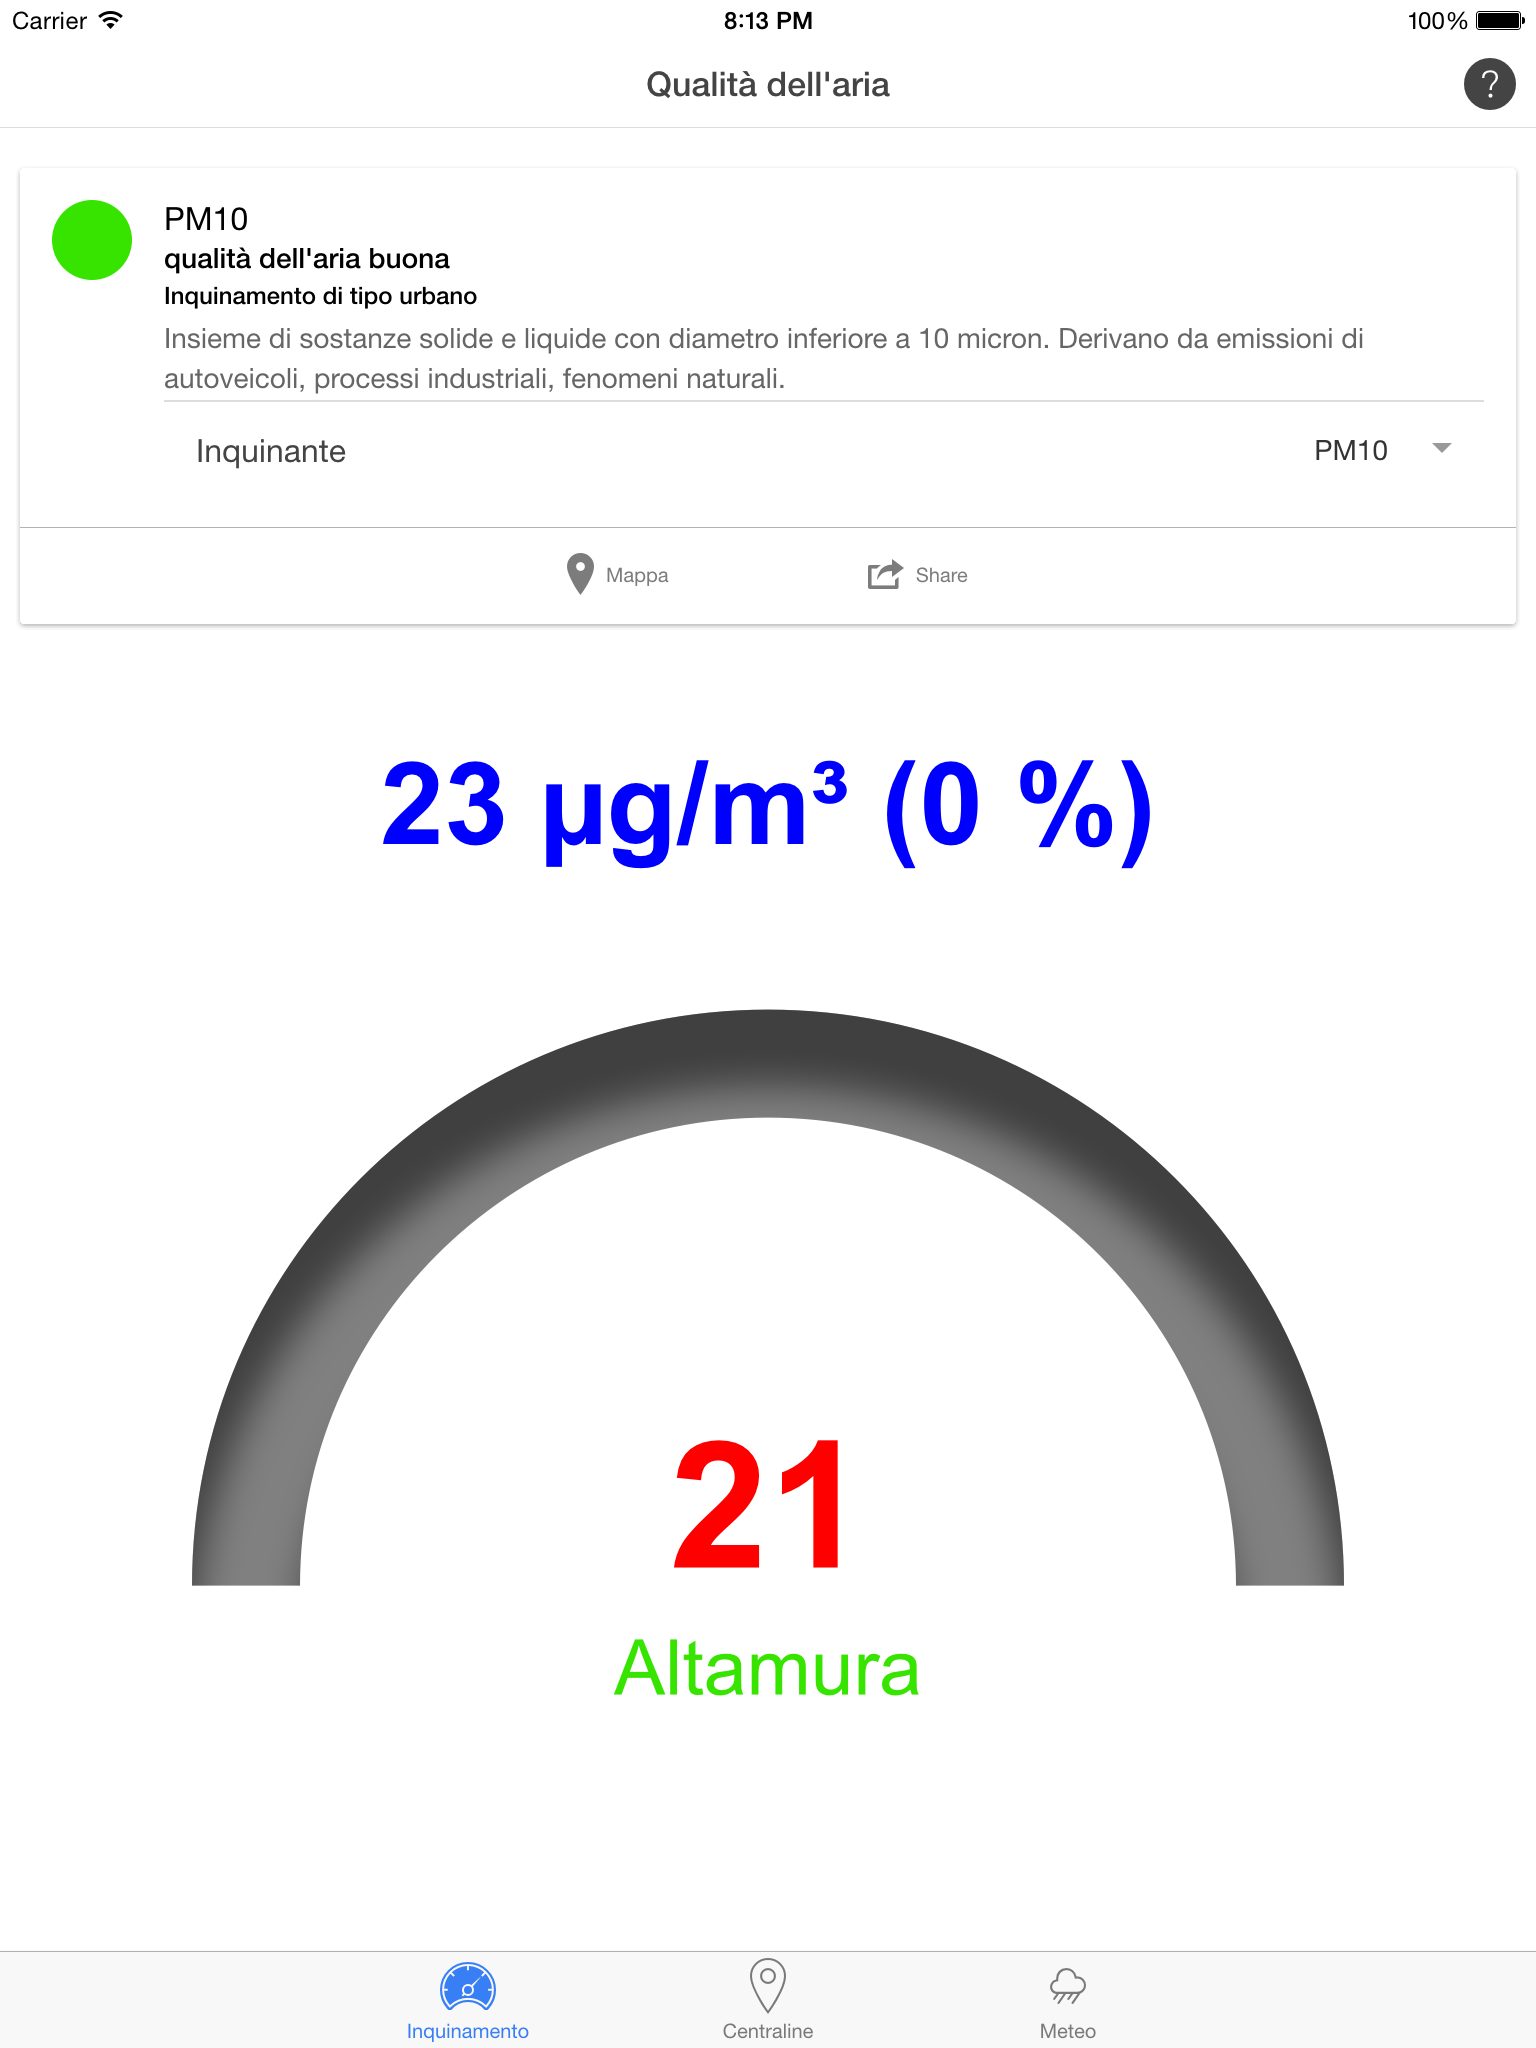 Carrier 8:13 PM 100%
Qualità dell'aria ?
PM10
qualità dell'aria buona
Inquinamento di tipo urbano
Insieme di sostanze solide e liquide con diametro inferiore a 10 micron. Derivano da emissioni di
autoveicoli, processi industriali, fenomeni naturali.
Inquinante PM10
Mappa Share
23 µg/m³ (0 %)
21
Altamura
Inquinamento Centraline Meteo